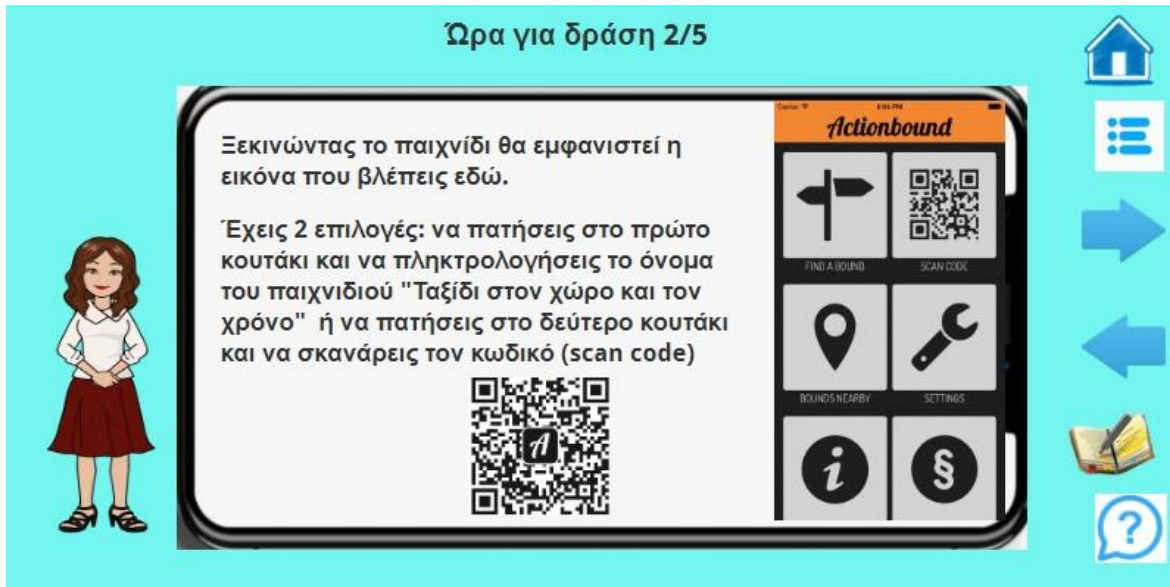 Ώρα για δράση 2/5
Ξεκινώντας το παιχνίδι θα εμφανιστεί η
εικόνα που βλέπεις εδώ.
Έχεις 2 επιλογές: να πατήσεις στο πρώτο
κουτάκι και να πληκτρολογήσεις το όνομα
του παιχνιδιού "Ταξίδι στον χώρο και τον
χρόνο" ή να πατήσεις στο δεύτερο κουτάκι
και να σκανάρεις τον κωδικό (scan code)
A
Carrier
Actionbound
FIND A BOUND
SCAN CODE
BOUNDS NEARBY
SETTINGS
i
§
?